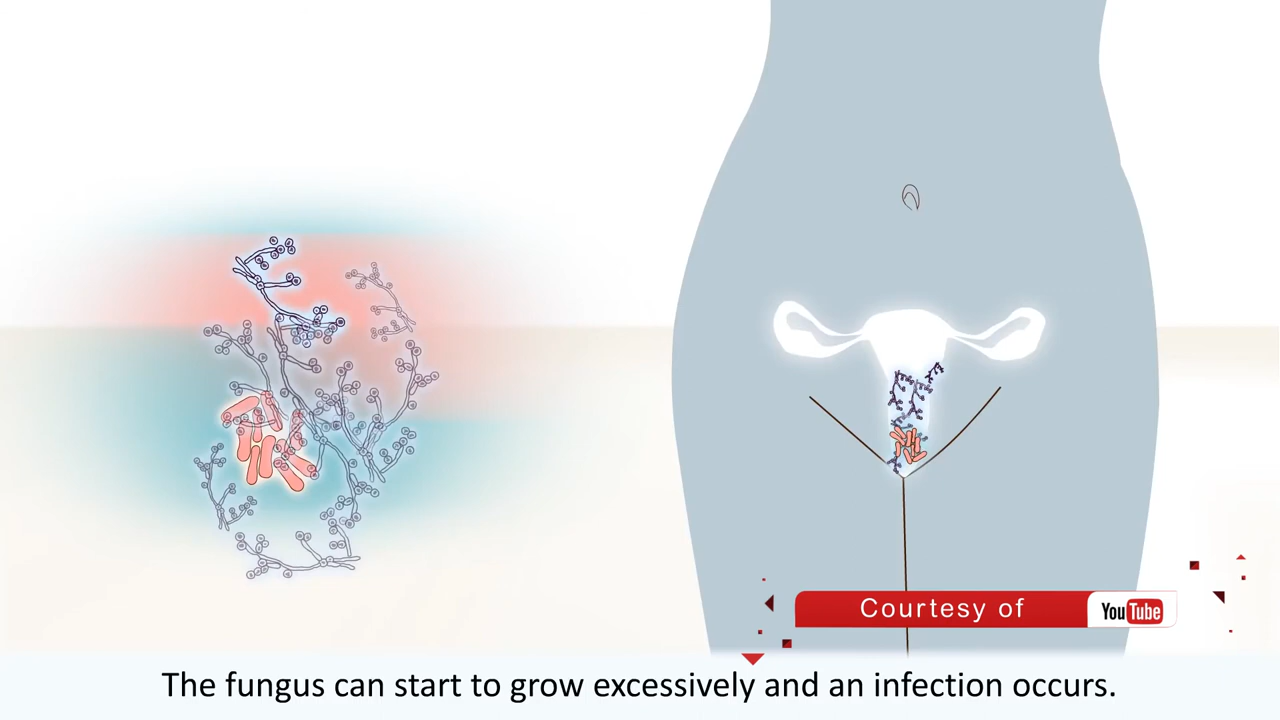 Courtesy of YouTube
The fungus can start to grow excessively and an infection occurs.